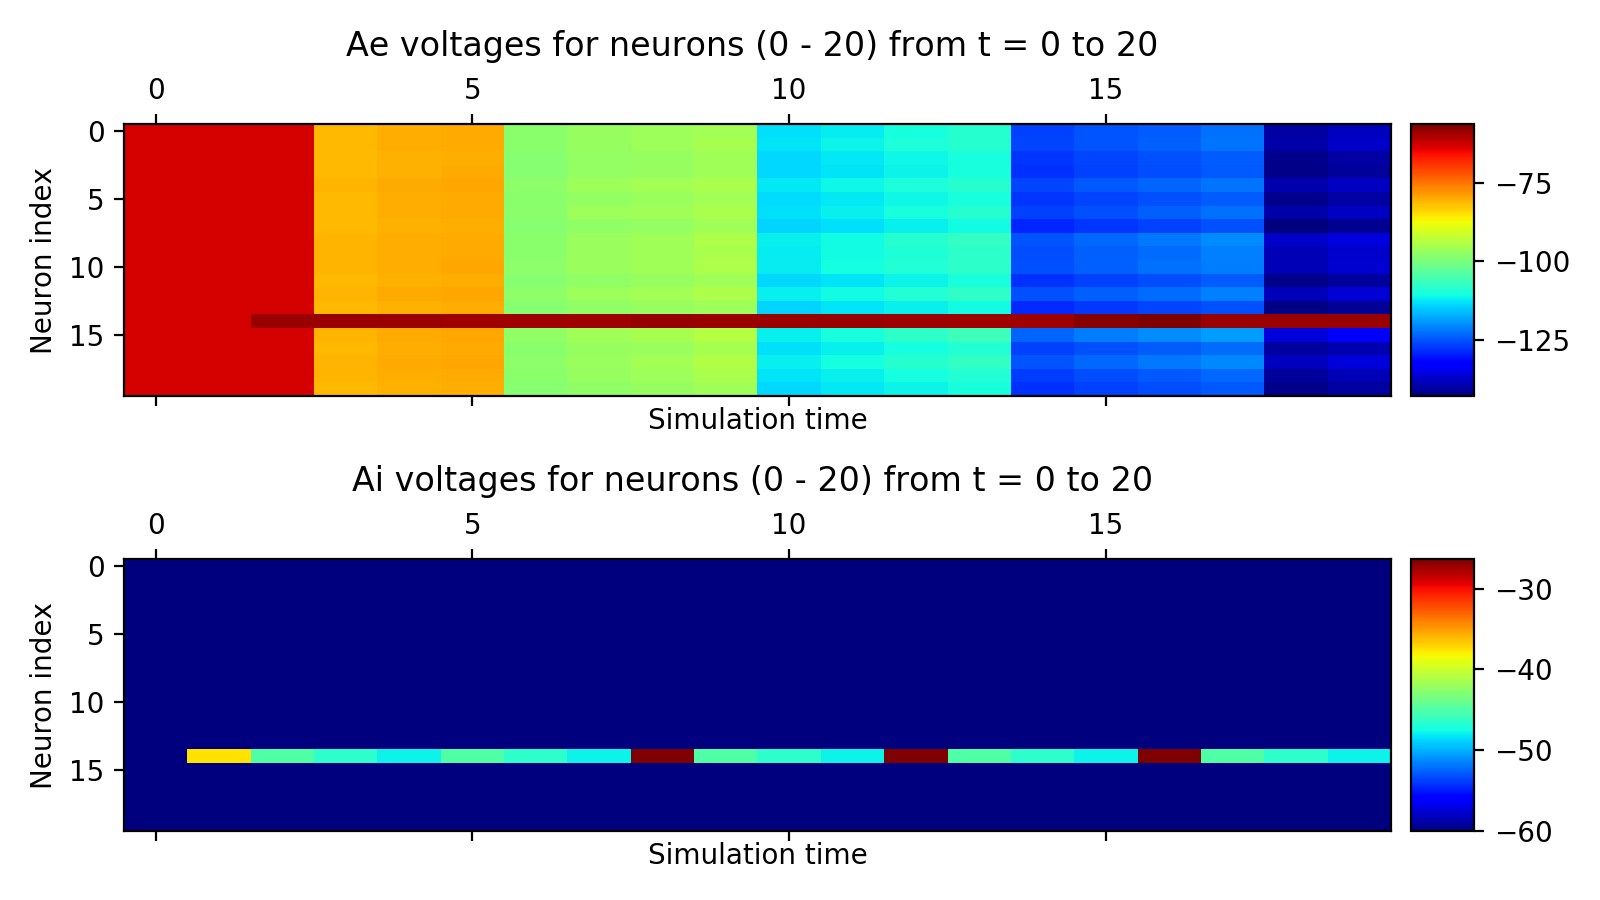 Ae voltages for neurons (0 - 20) from t = 0 to 20
0 5 10 15
Neuron index
0
5
10
15
−75
−100
−125
Simulation time
Ai voltages for neurons (0 - 20) from t = 0 to 20
0 5 10 15
Neuron index
0
5
10
15
−30
−40
−50
−60
Simulation time